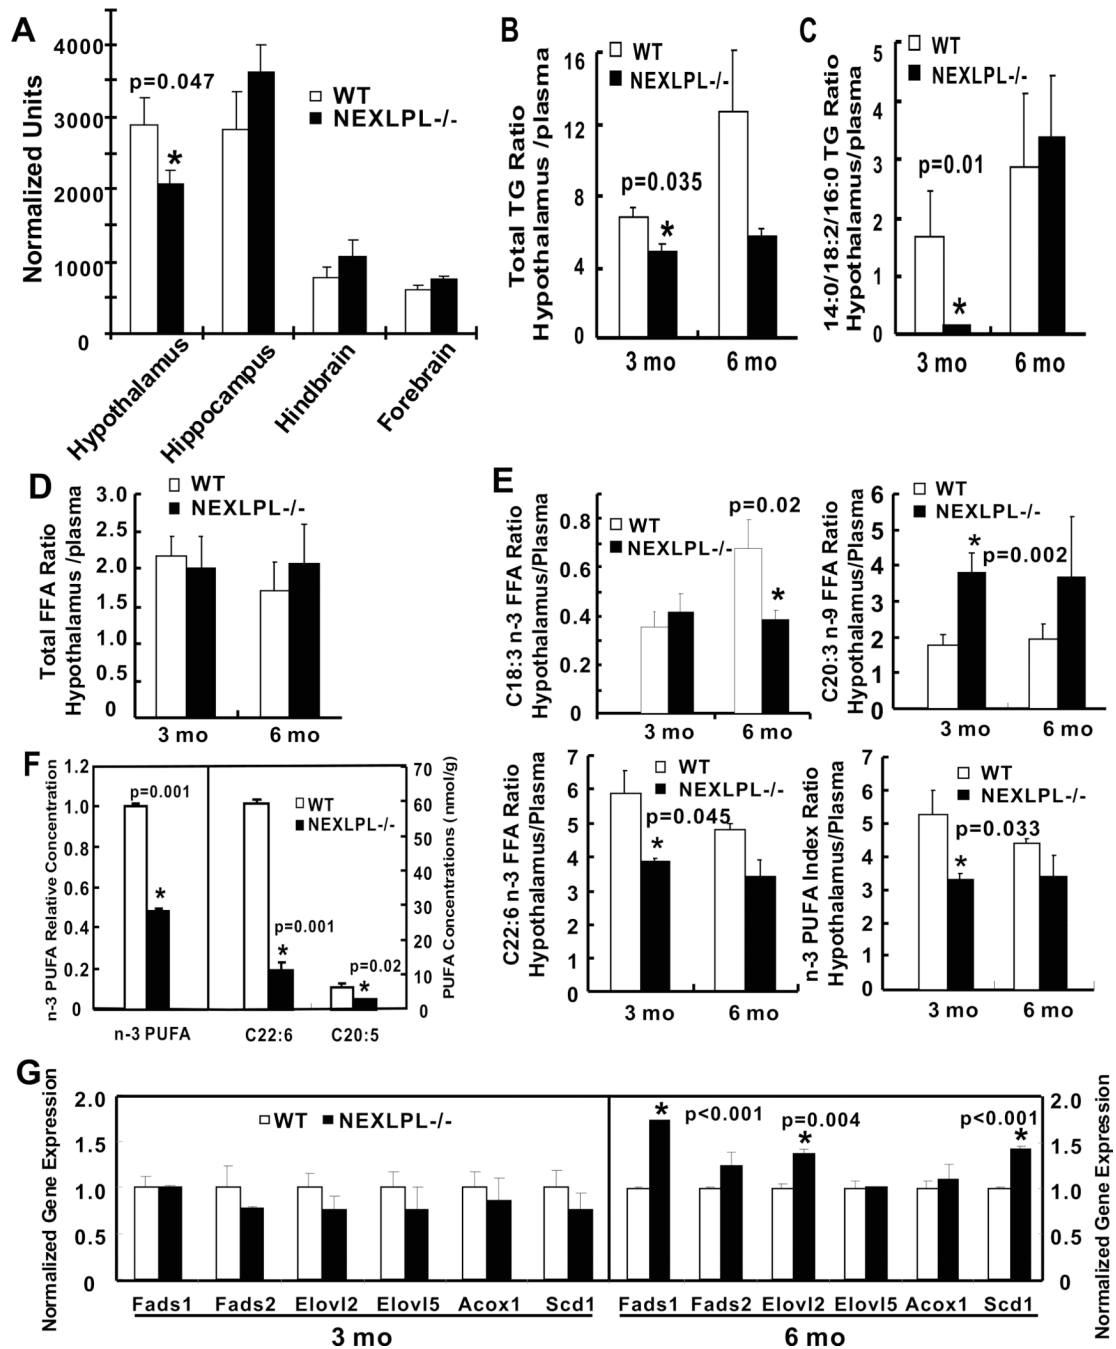 A
Normalized Units
4000
3000
2000
1000
0
p=0.047
*
WT
NEXLPL-/-
Hypothalamus
Hippocampus
Hindbrain
Forebrain
B
Total TG Ratio
Hypothalamus /plasma
16
12
8
4
0
WT
NEXLPL-/-
p=0.035
*
3 mo
6 mo
C
14:0/18:2/16:0 TG Ratio
Hypothalamus/plasma
5
4
3
2
1
0
WT
NEXLPL-/-
p=0.01
*
3 mo
6 mo
D
Total FFA Ratio
Hypothalamus /plasma
3.0
2.5
2.0
1.5
1.0
0.5
0
WT
NEXLPL-/-
3 mo
6 mo
E
C18:3 n-3 FFA Ratio
Hypothalamus/Plasma
0.8
0.6
0.4
0.2
0
WT
NEXLPL-/-
p=0.02
*
3 mo
6 mo
C20:3 n-9 FFA Ratio
Hypothalamus/Plasma
6
5
4
3
2
1
0
WT
NEXLPL-/-
*
p=0.002
3 mo
6 mo
C22:6 n-3 FFA Ratio
Hypothalamus/Plasma
7
6
5
4
3
2
1
0
WT
NEXLPL-/-
p=0.045
*
3 mo
6 mo
n-3 PUFA Index Ratio
Hypothalamus/Plasma
7
6
5
4
3
2
1
0
WT
NEXLPL-/-
p=0.033
*
3 mo
6 mo
F
n-3 PUFA Relative Concentration
1.2
1.0
0.8
0.6
0.4
0.2
0
p=0.001
*
WT
NEXLPL-/-
p=0.001
*
p=0.02
*
70
60
50
40
30
20
10
0
PUFA Concentrations (nmol/g)
n-3 PUFA
C22:6
C20:5
G
Normalized Gene Expression
2.0
1.5
1.0
0.5
0
WT
NEXLPL-/-
*
p<0.001
p=0.004
*
p<0.001
*
2.0
1.5
1.0
0.5
0
Normalized Gene Expression
Fads1 Fads2 Elovl2 Elovl5 Acox1 Scd1
Fads1 Fads2 Elovl2 Elovl5 Acox1 Scd1
3 mo
6 mo